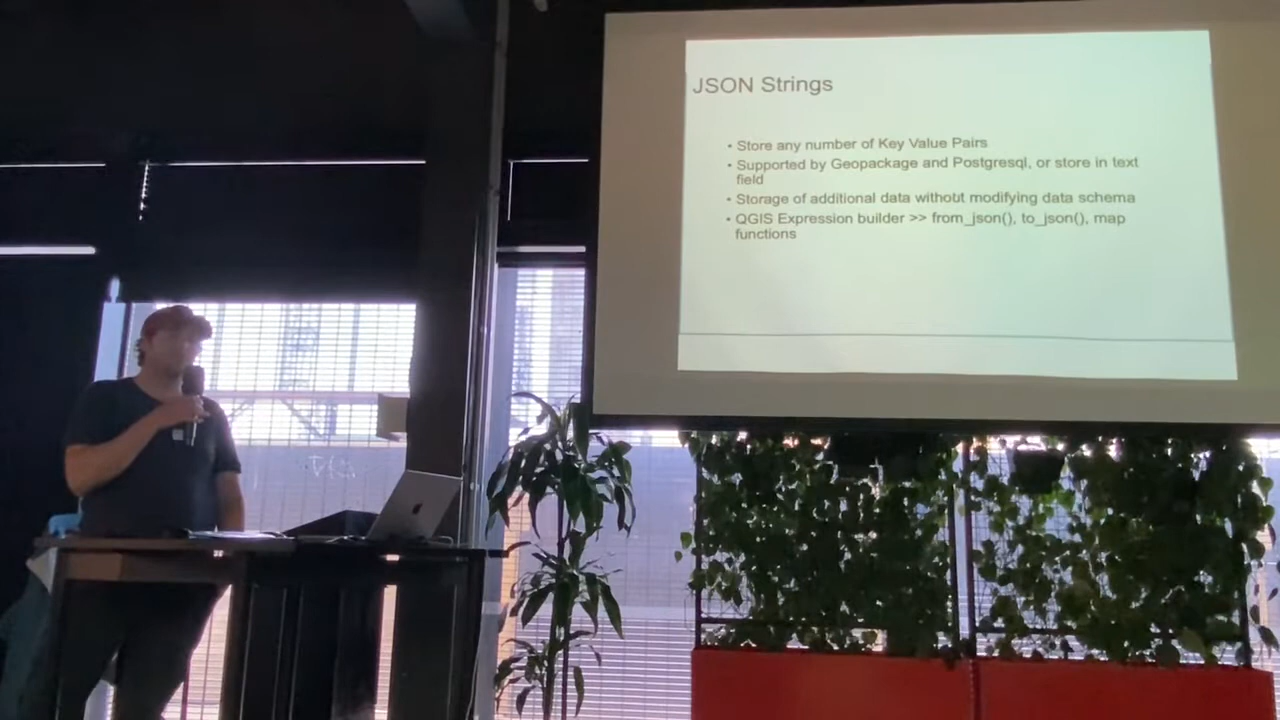 JSON Strings
• Store any number of Key Value Pairs
• Supported by Geopackage and Postgresql, or store in text
field
• Storage of additional data without modifying data schema
• QGIS Expression builder >> from_json(), to_json(), map
functions